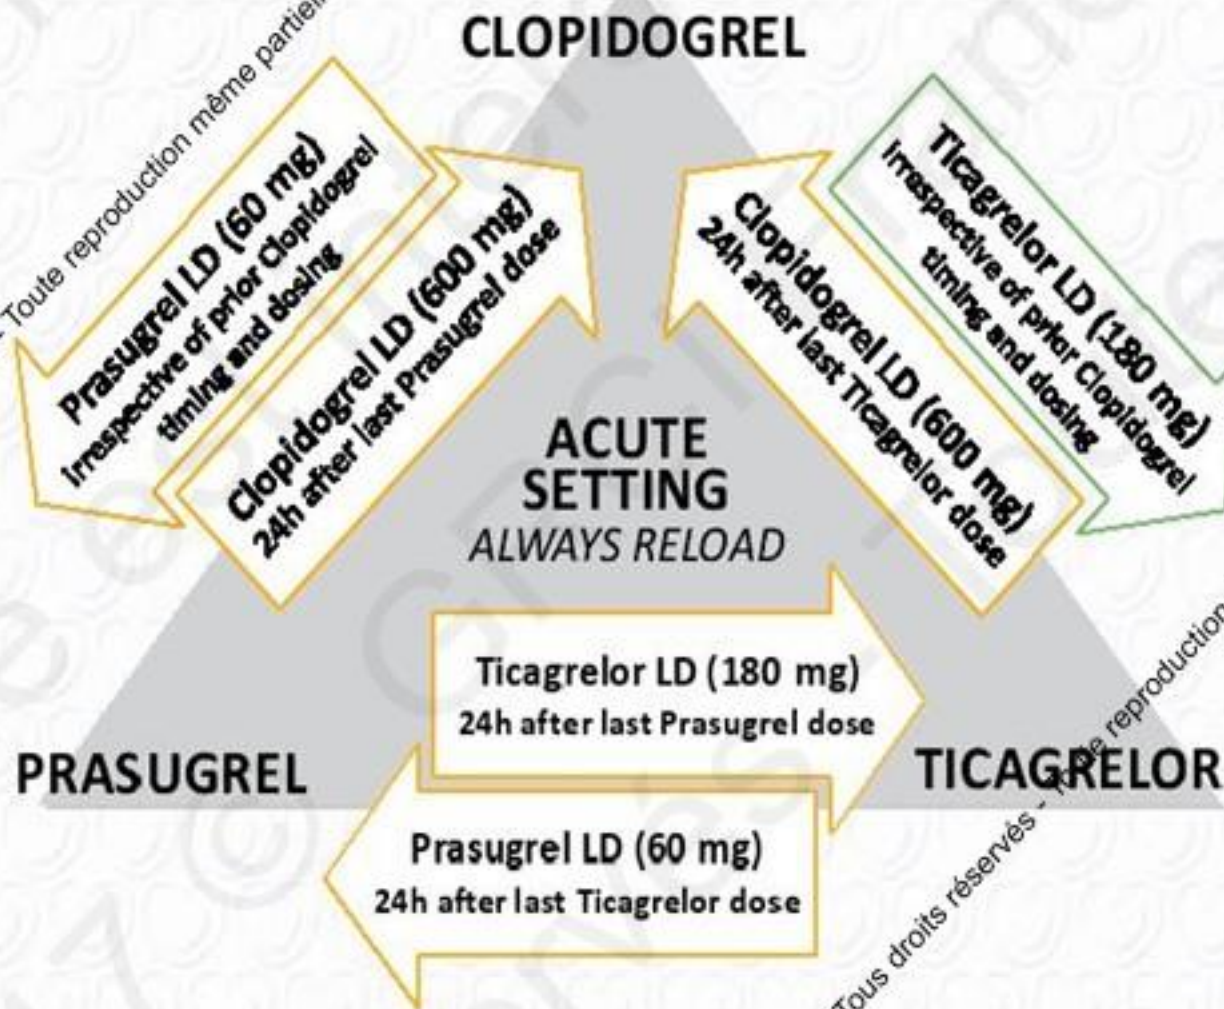 CLOPIDOGREL
- Toute reproduction même partiel
Prasugrel LD (60 mg)
irrespective of prior Clopidogrel
timing and dosing
Clopidogrel LD (600 mg)
24h after last Prasugrel dose
Clopidogrel LD (600 mg)
24h after last Ticagrelor dose
Ticagrelor LD (180 mg)
irrespective of prior Clopidogrel
timing and dosing
ACUTE
SETTING
ALWAYS RELOAD
Ticagrelor LD (180 mg)
24h after last Prasugrel dose
PRASUGREL
TICAGRELOR
Prasugrel LD (60 mg)
24h after last Ticagrelor dose
Tous droits réservés - Toute reproduction